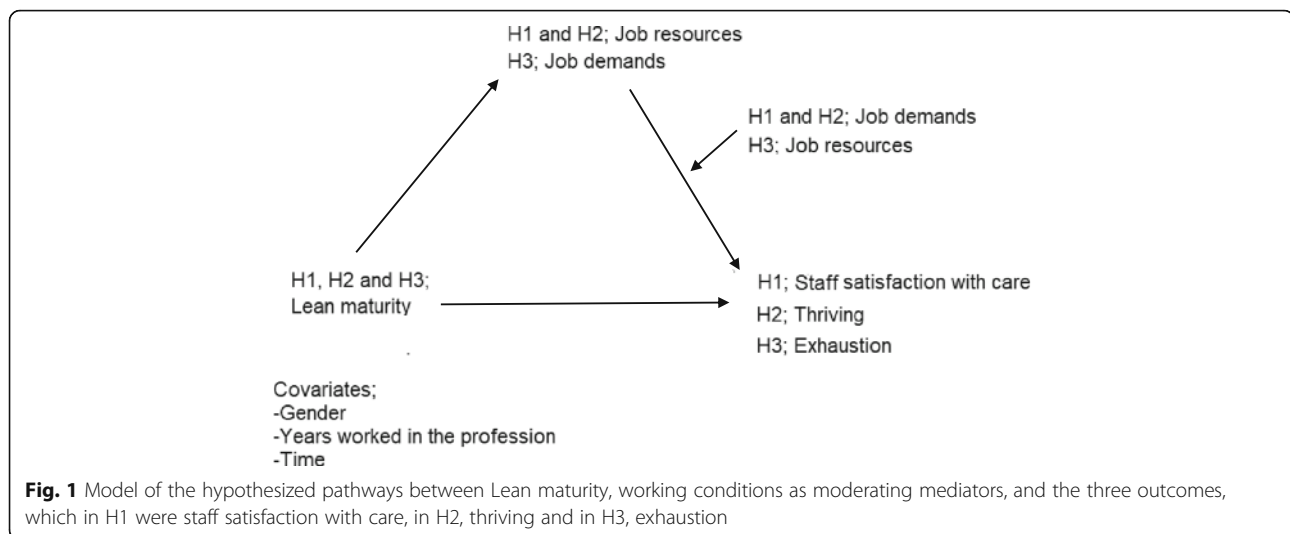 H1 and H2; Job resources
H3; Job demands
H1 and H2; Job demands
H3; Job resources
H1, H2 and H3;
Lean maturity
H1; Staff satisfaction with care
H2; Thriving
H3; Exhaustion
Covariates;
-Gender
-Years worked in the profession
-Time
Fig. 1 Model of the hypothesized pathways between Lean maturity, working conditions as moderating mediators, and the three outcomes,
which in H1 were staff satisfaction with care, in H2, thriving and in H3, exhaustion